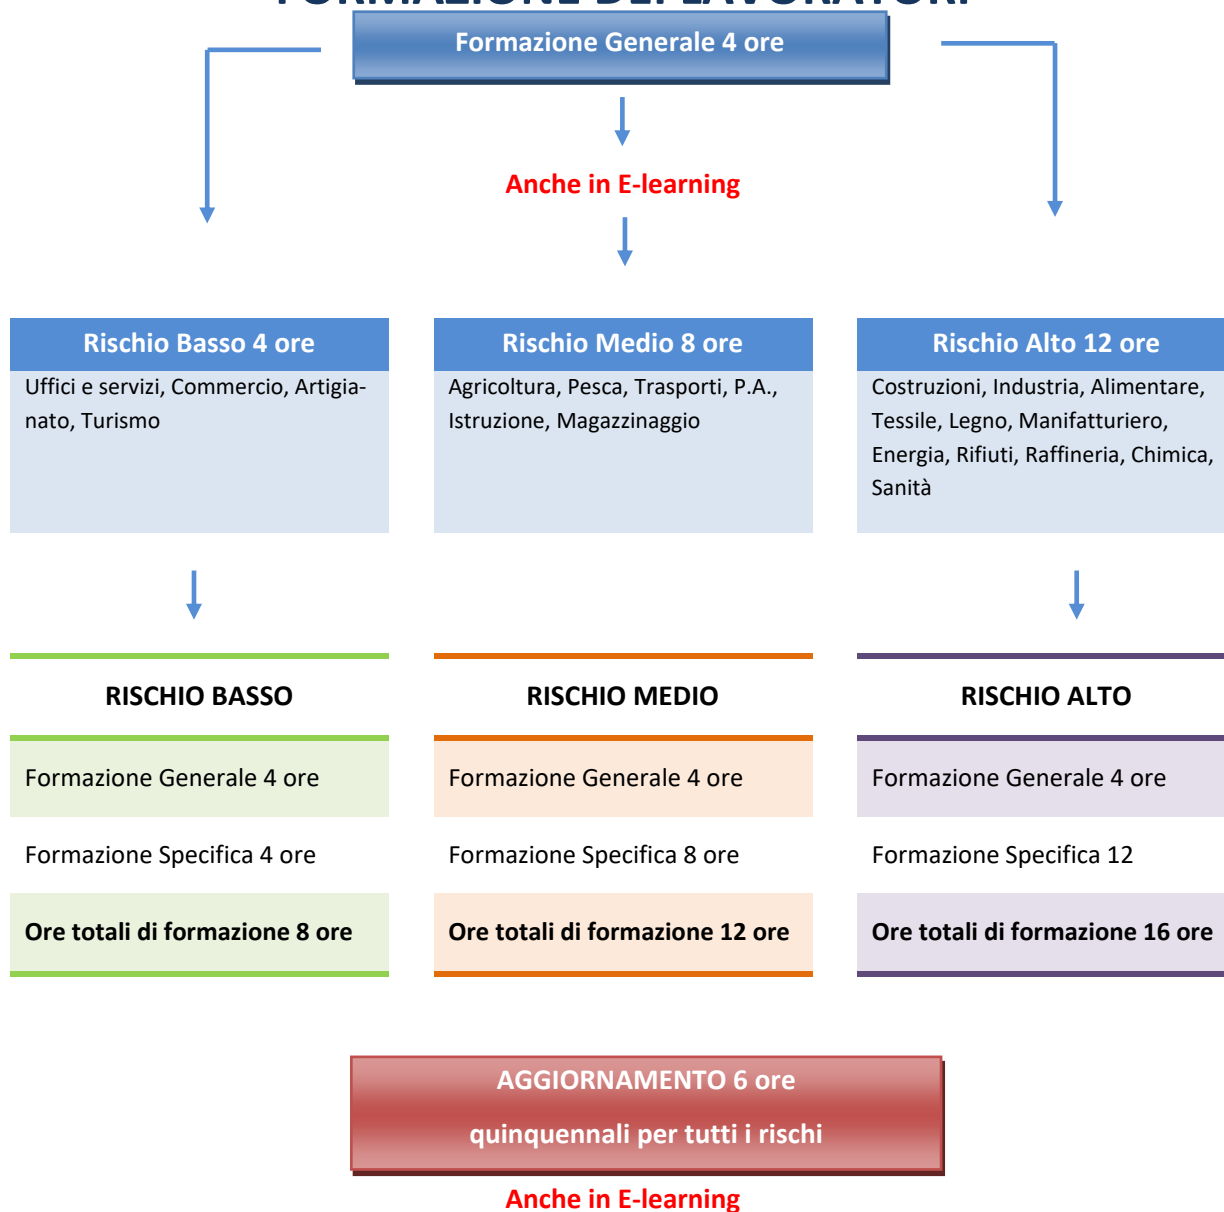 FORMAZIONE DEI LAVORATORI
Formazione Generale 4 ore
Anche in E-learning
Rischio Basso 4 ore
Uffici e servizi, Commercio, Artigia-
nato, Turismo
Rischio Medio 8 ore
Agricoltura, Pesca, Trasporti, P.A.,
Istruzione, Magazzinaggio
Rischio Alto 12 ore
Costruzioni, Industria, Alimentare,
Tessile, Legno, Manifatturiero,
Energia, Rifiuti, Raffineria, Chimica,
Sanità
RISCHIO BASSO
Formazione Generale 4 ore
Formazione Specifica 4 ore
Ore totali di formazione 8 ore
RISCHIO MEDIO
Formazione Generale 4 ore
Formazione Specifica 8 ore
Ore totali di formazione 12 ore
RISCHIO ALTO
Formazione Generale 4 ore
Formazione Specifica 12
Ore totali di formazione 16 ore
AGGIORNAMENTO 6 ore
quinquennali per tutti i rischi
Anche in E-learning